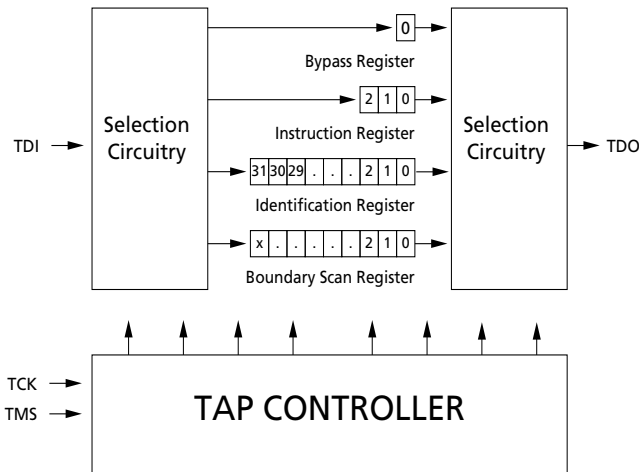 0
Bypass Register
2 1 0
Selection Circuitry
Selection Circuitry
TDI
Instruction Register
TDO
31 30 29 . . . 2 1 0
Identification Register
x . . . . . 2 1 0
Boundary Scan Register
TCK
TMS
TAP CONTROLLER